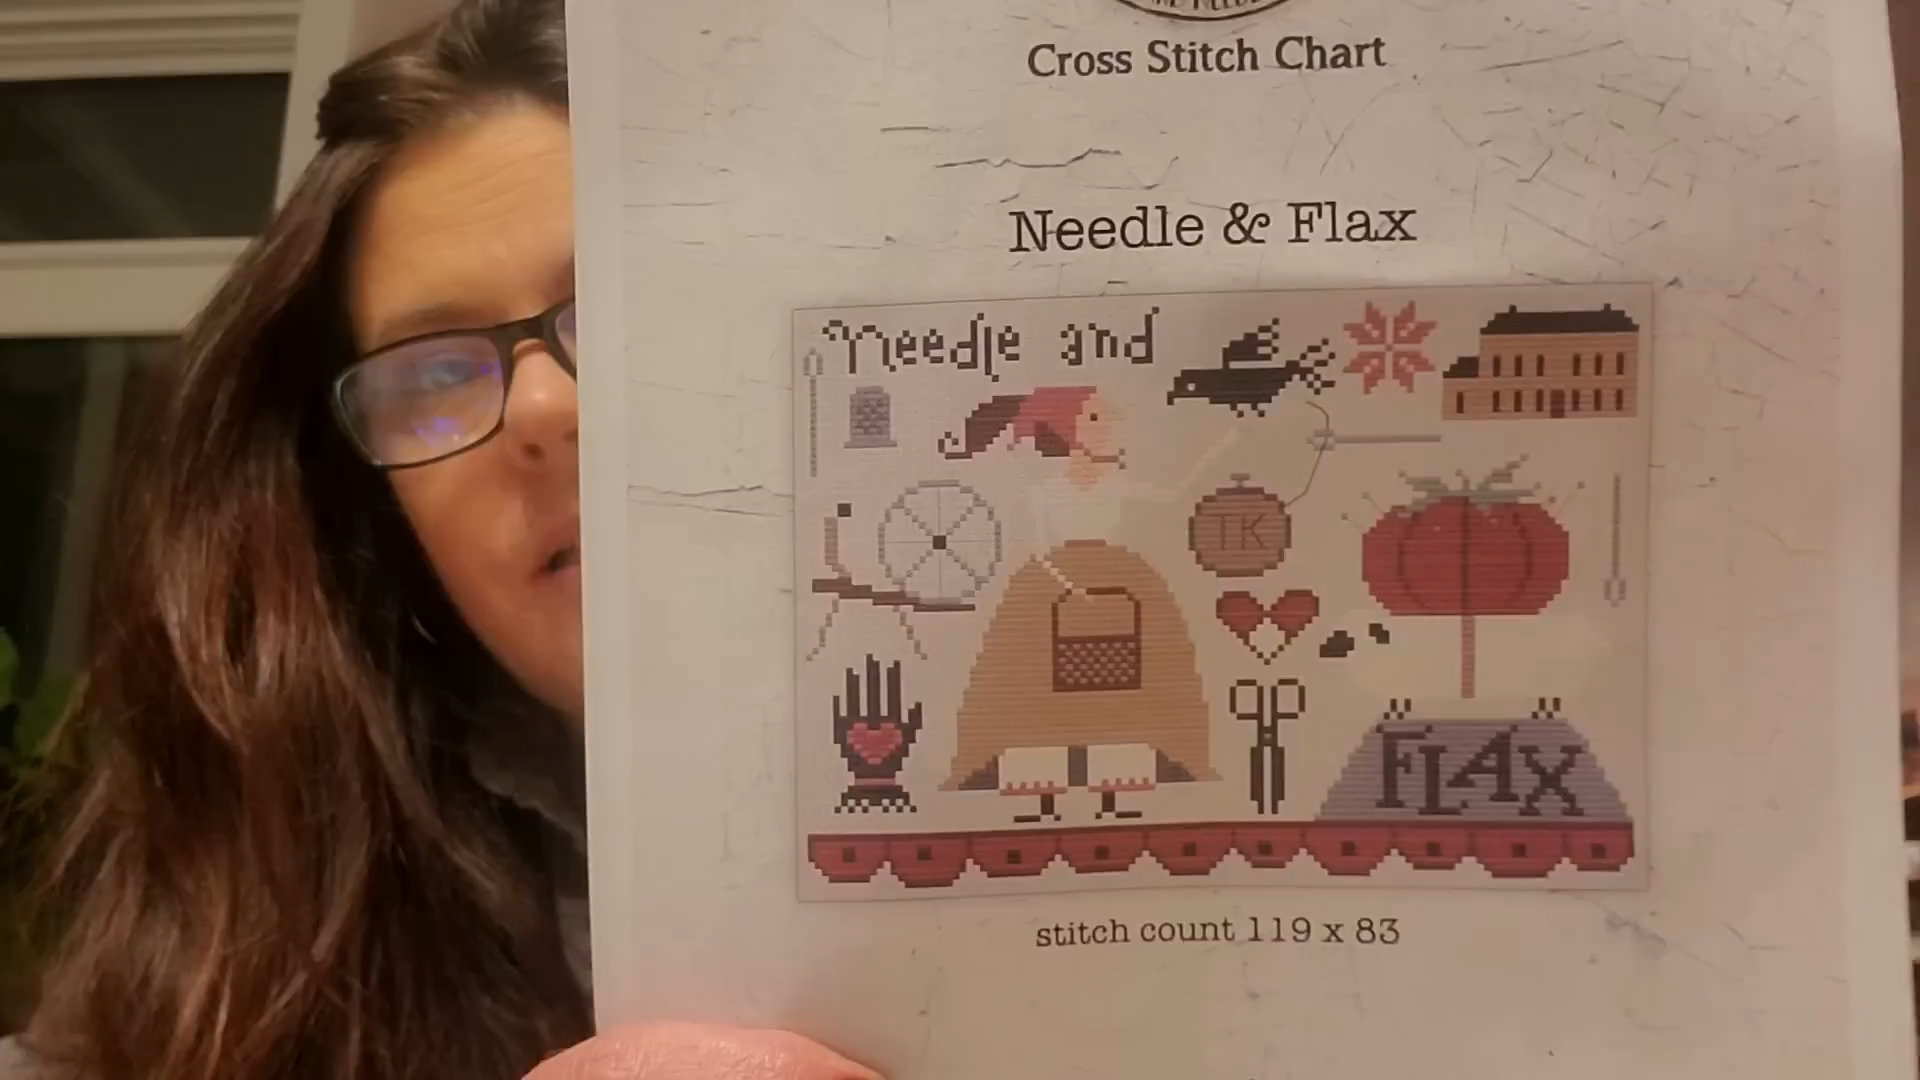 Cross Stitch Chart
Needle & Flax
needle and
TK
FLAX
stitch count 119 x 83